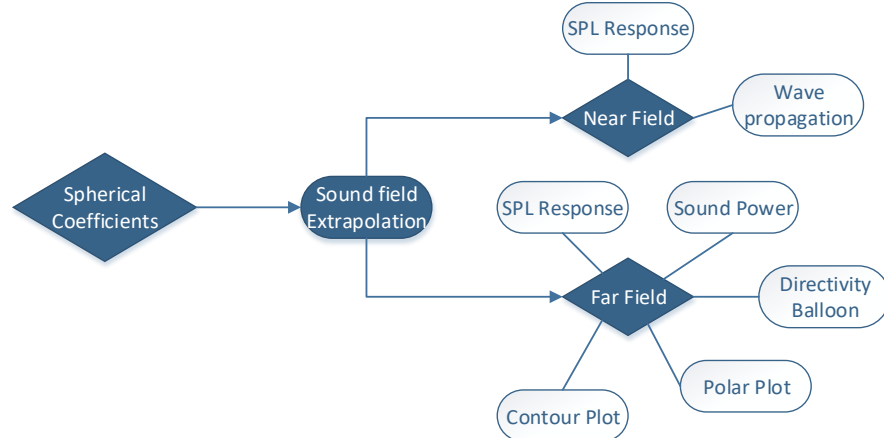 SPL Response
Near Field
Wave
propagation
Spherical
Coefficients
Sound field
Extrapolation
SPL Response
Sound Power
Far Field
Directivity
Balloon
Contour Plot
Polar Plot